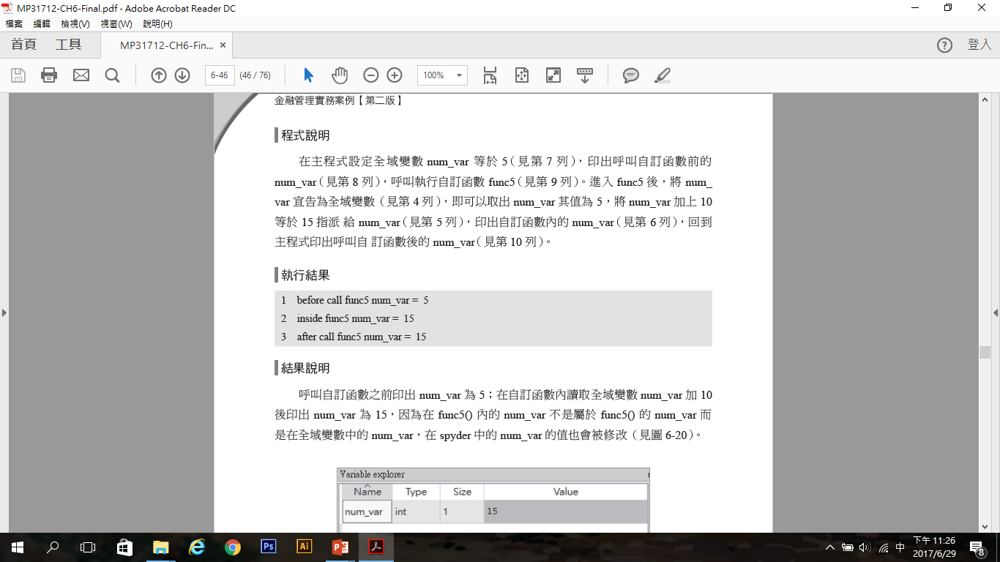 MP31712-CH6-Final.pdf - Adobe Acrobat Reader DC
檔案 編輯 檢視(V) 視窗(W) 說明(H)
首頁 工具 MP31712-CH6-Fin... × 登入
6-46 (46 / 76) 100%
金融管理實務案例【第二版】
程式說明
在主程式設定全域變數 num_var 等於 5（見第 7 列），印出呼叫自訂函數前的
num_var（見第 8 列），呼叫執行自訂函數 func5（見第 9 列）。進入 func5 後，將 num_
var 宣告為全域變數（見第 4 列），即可以取出 num_var 其值為 5，將 num_var 加上 10
等於 15 指派 給 num_var（見第 5 列），印出自訂函數內的 num_var（見第 6 列），回到
主程式印出呼叫自 訂函數後的 num_var（見第 10 列）。
執行結果
1 before call func5 num_var = 5
2 inside func5 num_var = 15
3 after call func5 num_var = 15
結果說明
呼叫自訂函數之前印出 num_var 為 5；在自訂函數內讀取全域變數 num_var 加 10
後印出 num_var 為 15，因為在 func5() 內的 num_var 不是屬於 func5() 的 num_var 而
是在全域變數中的 num_var，在 spyder 中的 num_var 的值也會被修改（見圖 6-20）。
Variable explorer
Name Type Size Value
num_var int 1 15
Ps Ai 中 下午 11:26
2017/6/29 8